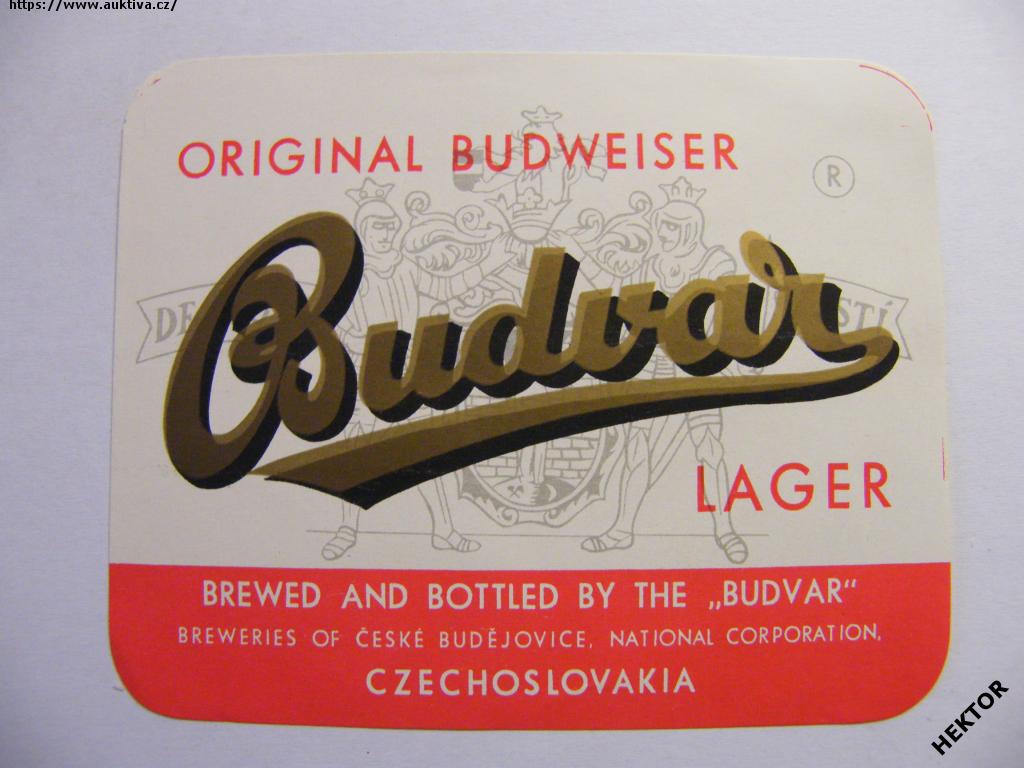 https://www.auktiva.cz/
ORIGINAL BUDWEISER
®
Budvar
LAGER
BREWED AND BOTTLED BY THE „BUDVAR“
BREWERIES OF ČESKÉ BUDĚJOVICE, NATIONAL CORPORATION,
CZECHOSLOVAKIA
HEKTOR